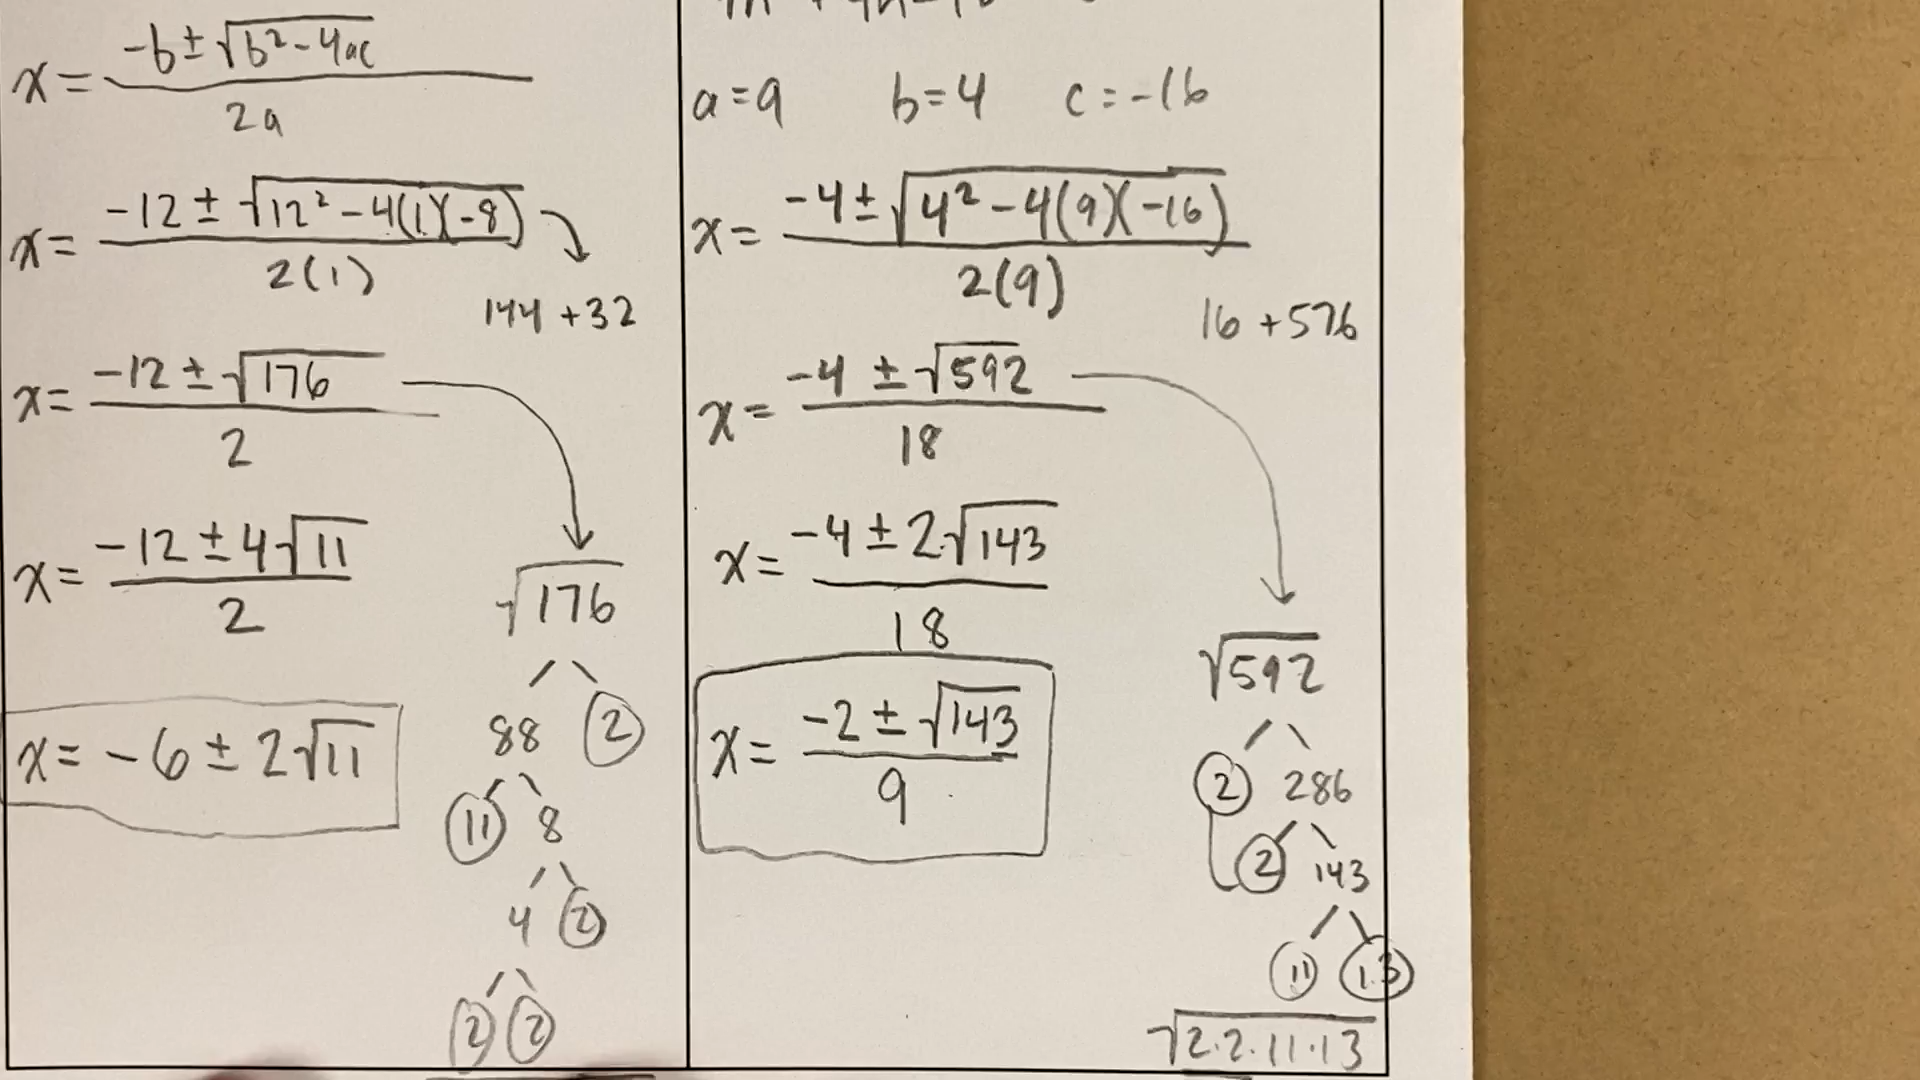 x = -b ± √b² - 4ac / 2a
x = -12 ± √12² - 4(1)(-8) / 2(1)
144 + 32
x = -12 ± √176 / 2
x = -12 ± 4√11 / 2
x = -6 ± 2√11
√176
88 2
11 8
4 2
2 2
a = 9 b = 4 c = -16
x = -4 ± √4² - 4(9)(-16) / 2(9)
16 + 576
x = -4 ± √592 / 18
x = -4 ± 2√143 / 18
x = -2 ± √143 / 9
√592
2 286
2 143
11 13
√2·2·11·13